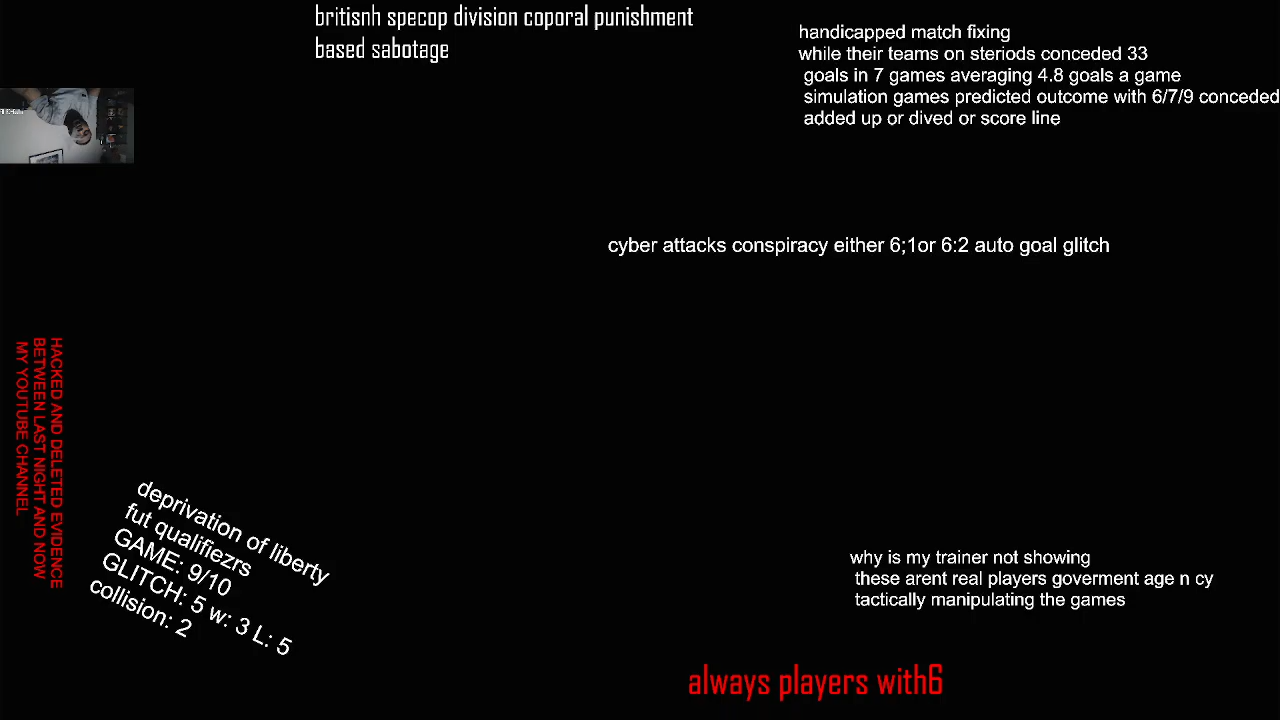 britisnh specop division coporal punishment
based sabotage
handicapped match fixing
while their teams on steriods conceded 33
goals in 7 games averaging 4.8 goals a game
simulation games predicted outcome with 6/7/9 conceded
added up or dived or score line
cyber attacks conspiracy either 6;1or 6:2 auto goal glitch
HACKED AND DELETED EVIDENCE
BETWEEN LAST NIGHT AND NOW
MY YOUTUBE CHANNEL
deprivation of liberty
fut qualifiezrs
GAME: 9/10
GLITCH: 5 w: 3 L: 5
collision: 2
why is my trainer not showing
these arent real players goverment age n cy
tactically manipulating the games
always players with6